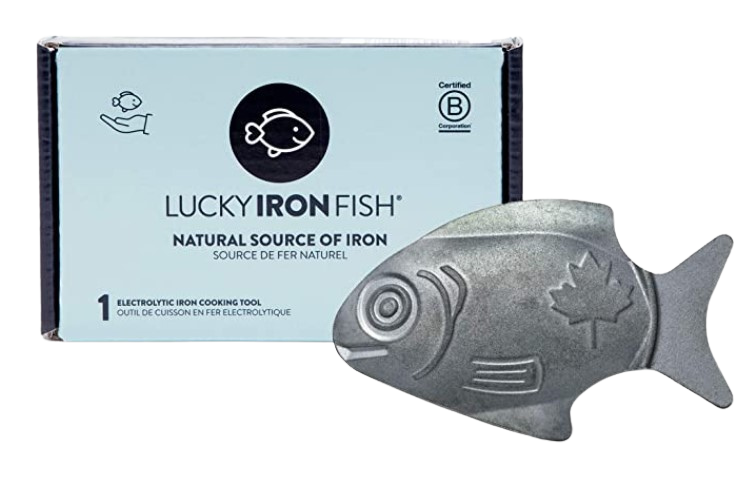 Certified
B
Corporation
LUCKY IRON FISH®
NATURAL SOURCE OF IRON
SOURCE DE FER NATUREL
1 ELECTROLYTIC IRON COOKING TOOL
OUTIL DE CUISSON EN FER ELECTROLYTIQUE